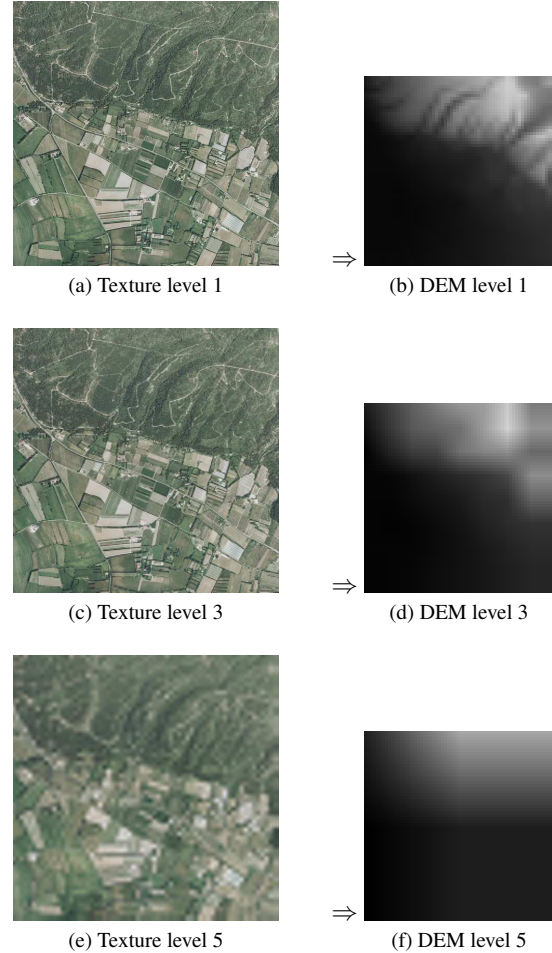 ⇒
(a) Texture level 1 (b) DEM level 1
⇒
(c) Texture level 3 (d) DEM level 3
⇒
(e) Texture level 5 (f) DEM level 5